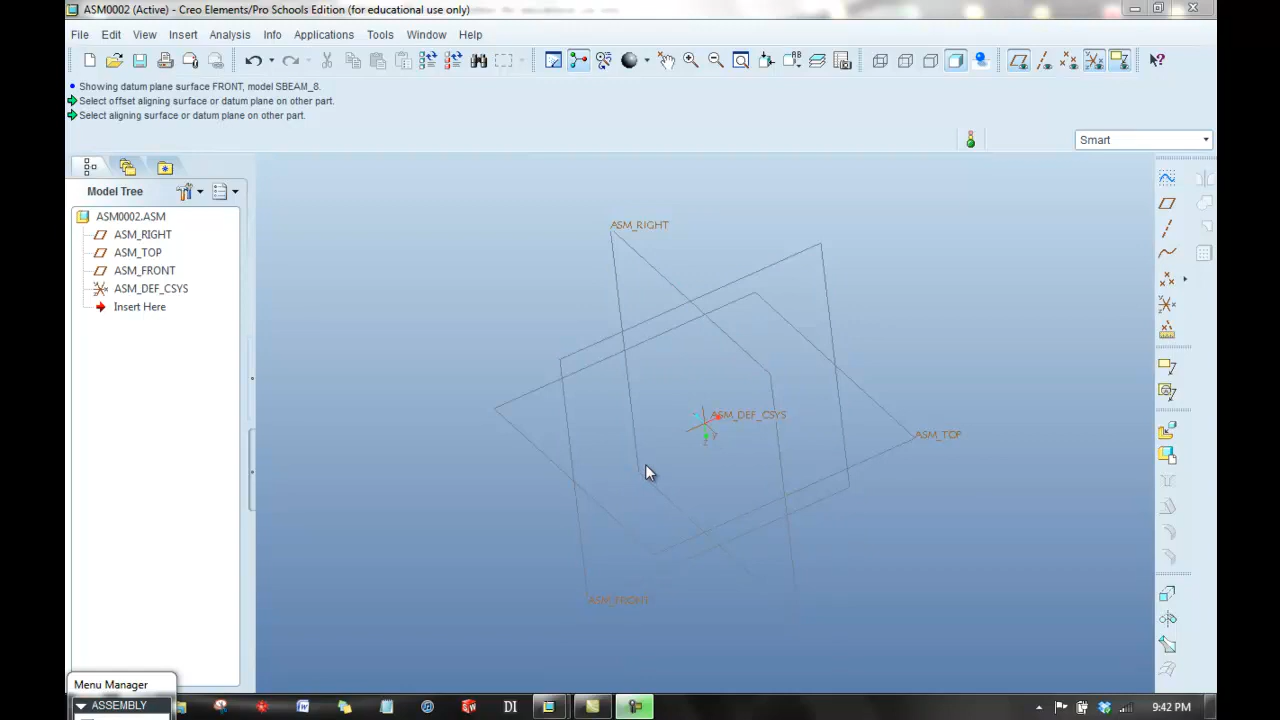 ASM0002 (Active) - Creo Elements/Pro Schools Edition (for educational use only)
File Edit View Insert Analysis Info Applications Tools Window Help
Showing datum plane surface FRONT, model SBEAM_8.
Select offset aligning surface or datum plane on other part.
Select aligning surface or datum plane on other part.
Smart
Model Tree
ASM0002.ASM
ASM_RIGHT
ASM_TOP
ASM_FRONT
ASM_DEF_CSYS
Insert Here
ASM_RIGHT
ASM_DEF_CSYS
ASM_TOP
Menu Manager
ASSEMBLY
DI
9:42 PM